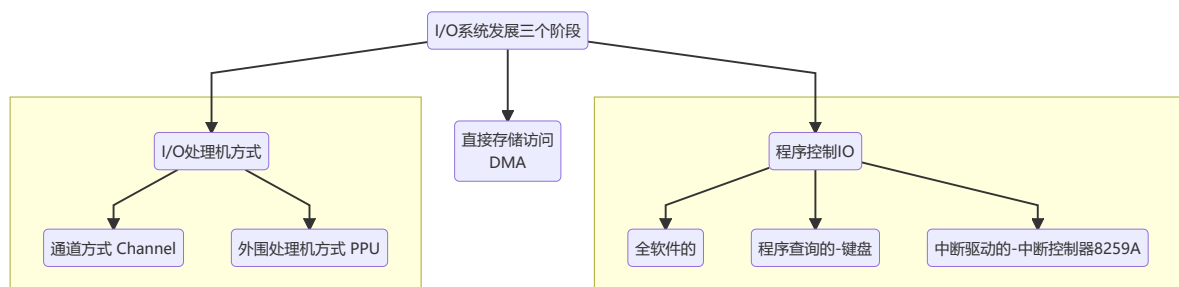 I/O系统发展三个阶段
I/O处理机方式
直接存储访问
DMA
程序控制IO
通道方式 Channel
外围处理机方式 PPU
全软件的
程序查询的-键盘
中断驱动的-中断控制器8259A